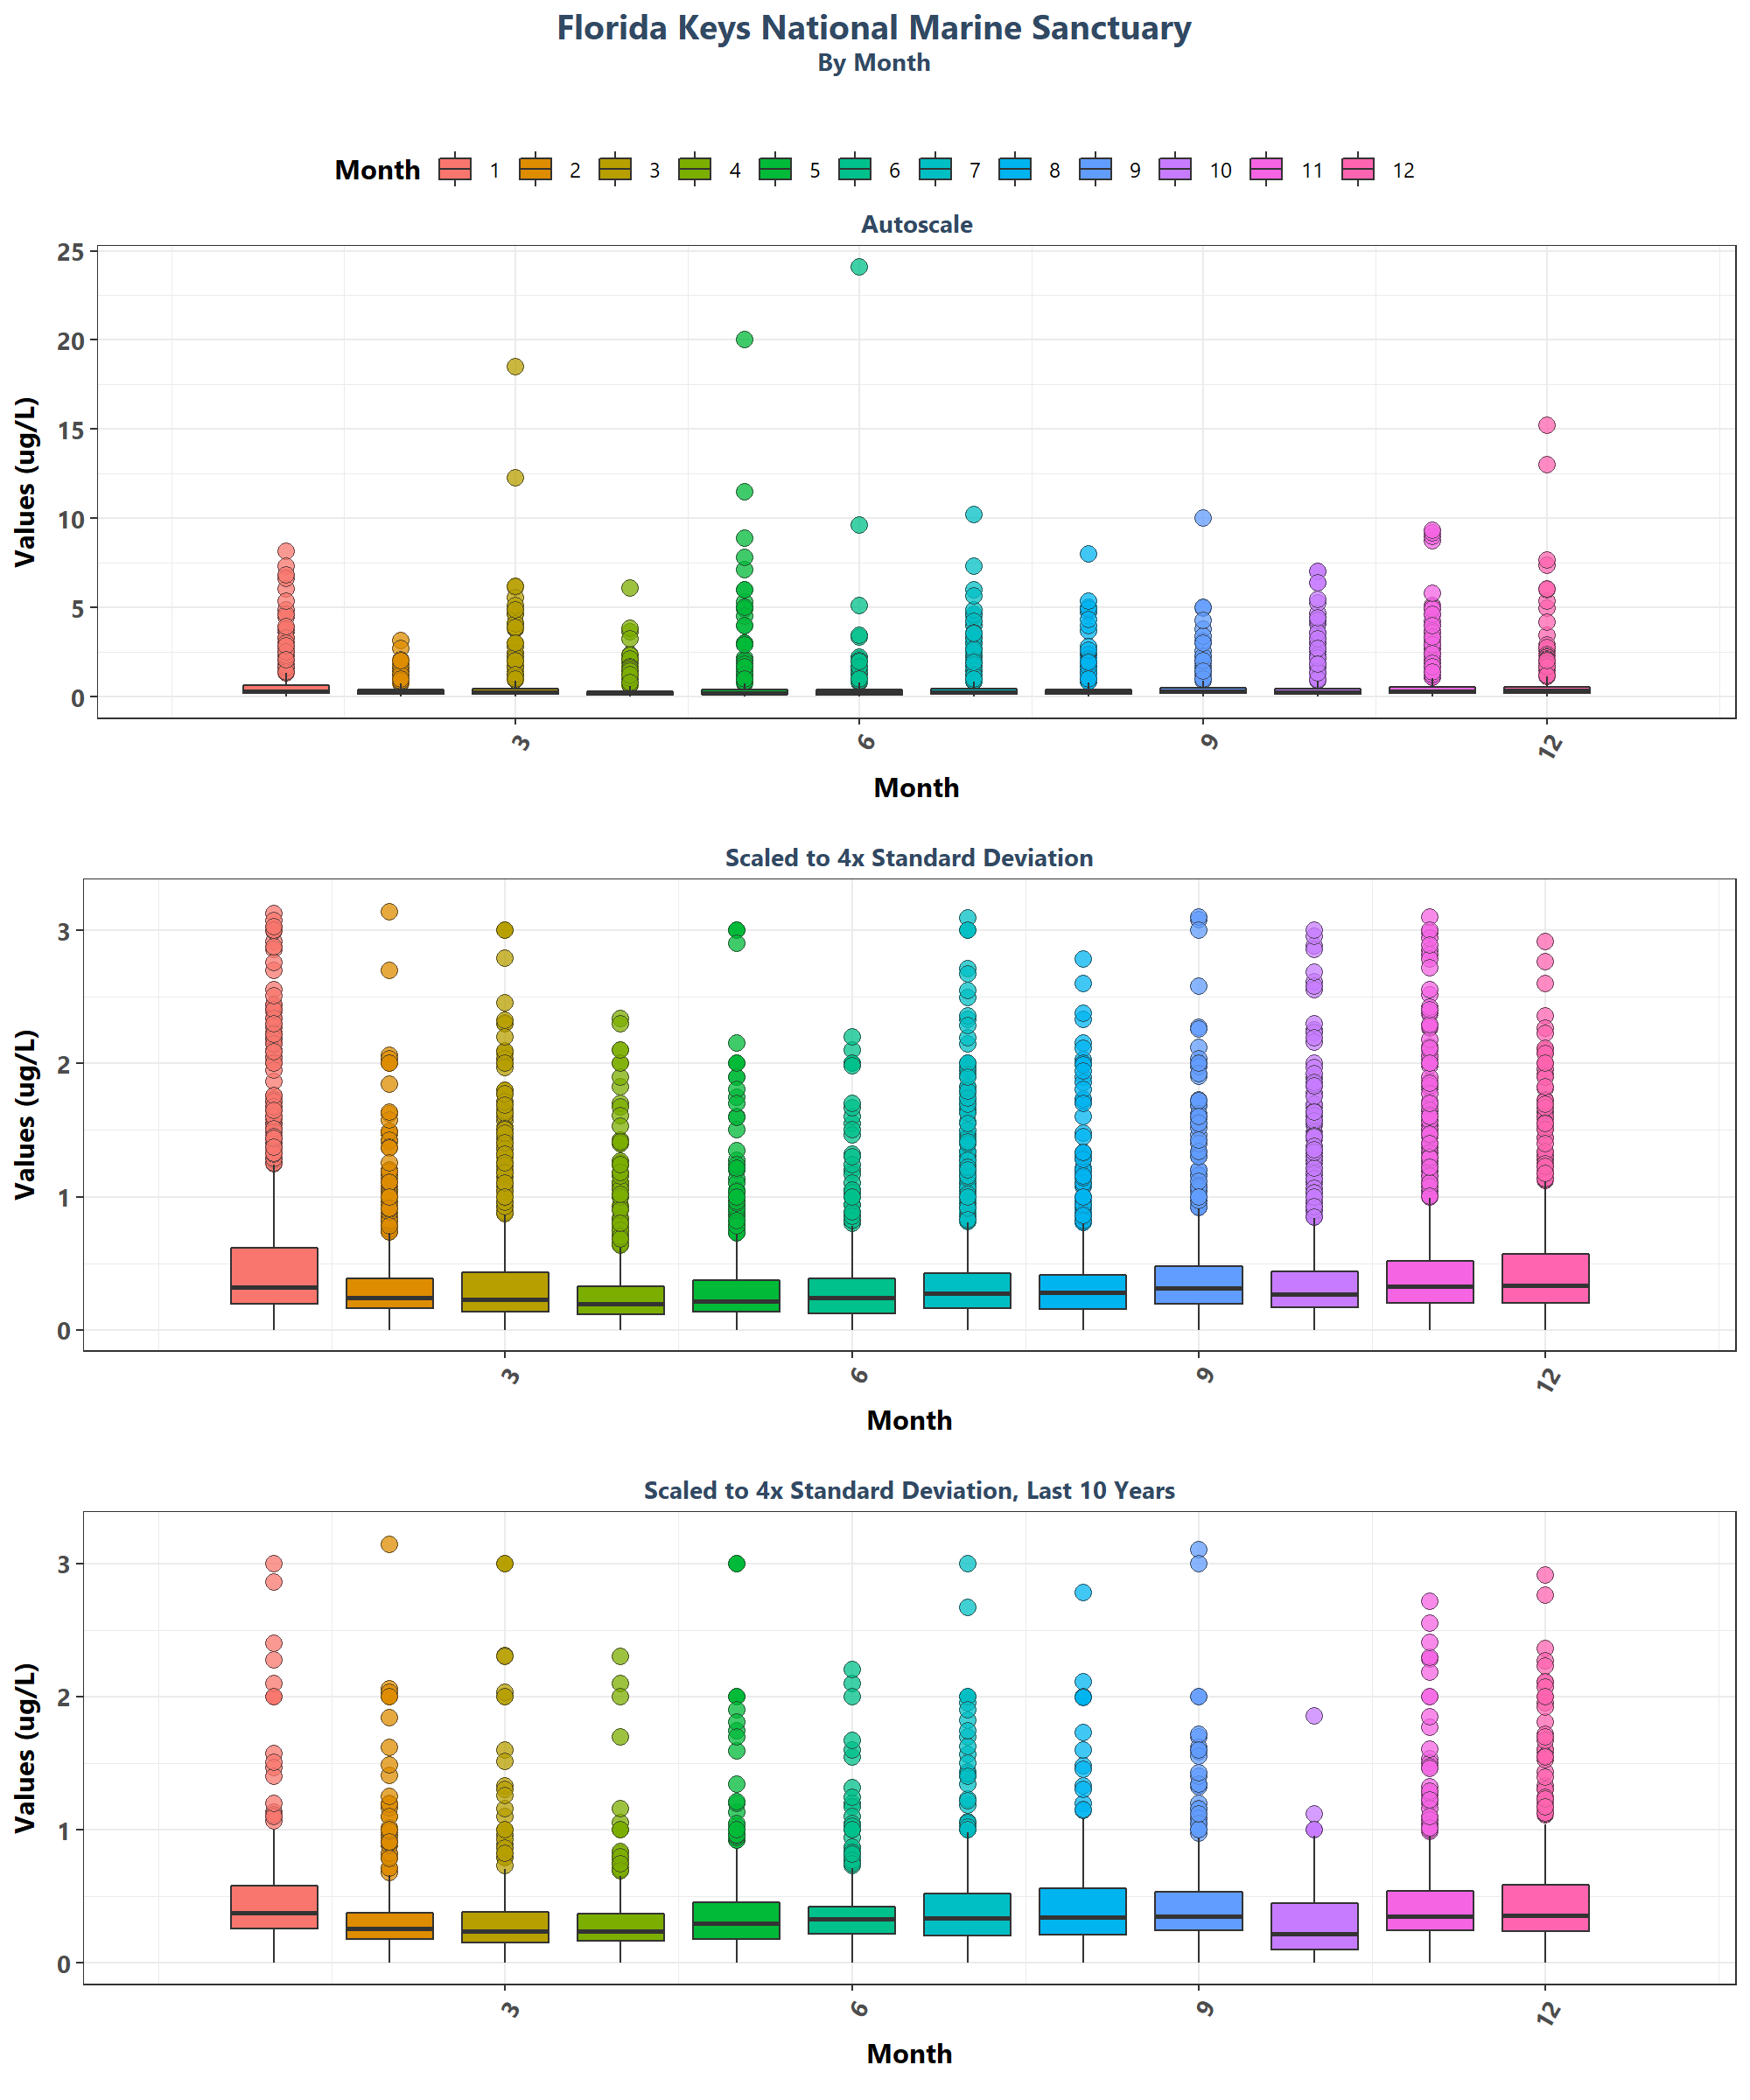 Florida Keys National Marine Sanctuary
By Month
Month 1 2 3 4 5 6 7 8 9 10 11 12
Autoscale
Values (ug/L)
25
20
15
10
5
0
3 6 9 12
Month
Scaled to 4x Standard Deviation
Values (ug/L)
3
2
1
0
3 6 9 12
Month
Scaled to 4x Standard Deviation, Last 10 Years
Values (ug/L)
3
2
1
0
3 6 9 12
Month